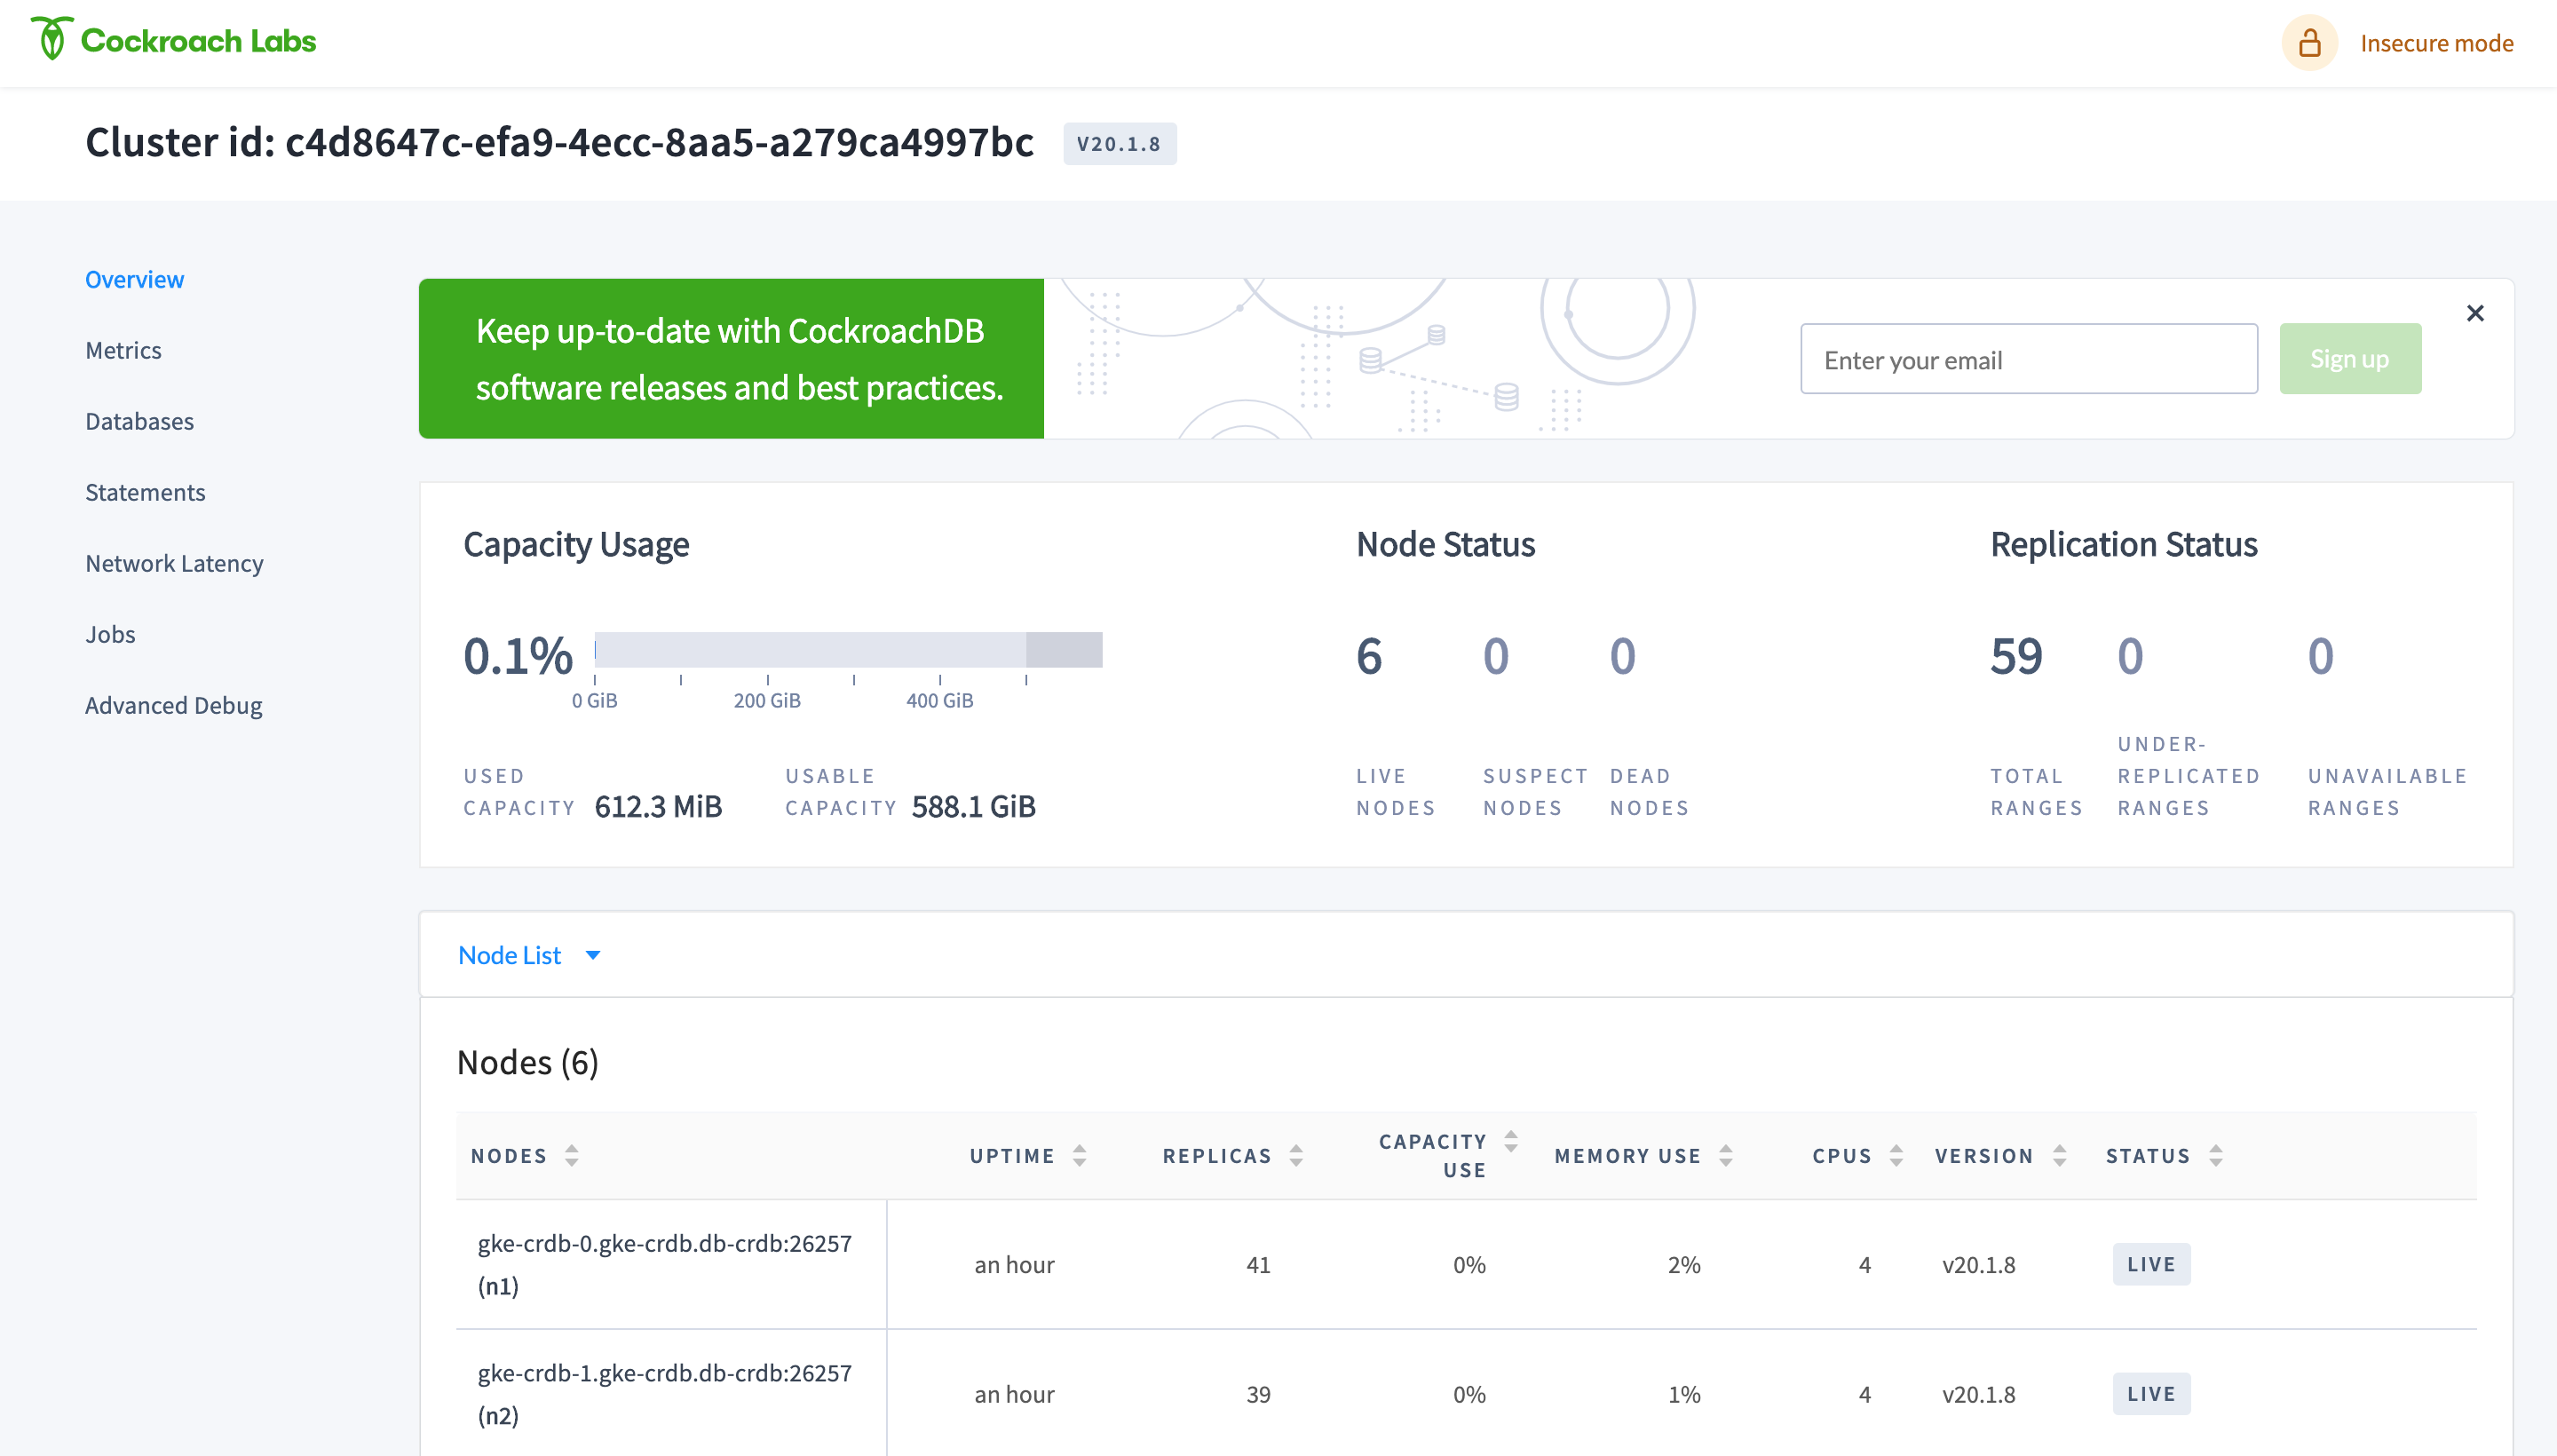 Cockroach Labs
Insecure mode
Cluster id: c4d8647c-efa9-4ecc-8aa5-a279ca4997bc V20.1.8
Overview
Metrics
Databases
Statements
Network Latency
Jobs
Advanced Debug
Keep up-to-date with CockroachDB
software releases and best practices.
Enter your email
Sign up
Capacity Usage
0.1%
0 GiB 200 GiB 400 GiB
USED
CAPACITY 612.3 MiB
USABLE
CAPACITY 588.1 GiB
Node Status
6 0 0
LIVE
NODES
SUSPECT
NODES
DEAD
NODES
Replication Status
59 0 0
TOTAL
RANGES
UNDER-
REPLICATED
RANGES
UNAVAILABLE
RANGES
Node List
Nodes (6)
NODES UPTIME REPLICAS CAPACITY USE MEMORY USE CPUS VERSION STATUS
gke-crdb-0.gke-crdb.db-crdb:26257
(n1)
an hour 41 0% 2% 4 v20.1.8 LIVE
gke-crdb-1.gke-crdb.db-crdb:26257
(n2)
an hour 39 0% 1% 4 v20.1.8 LIVE